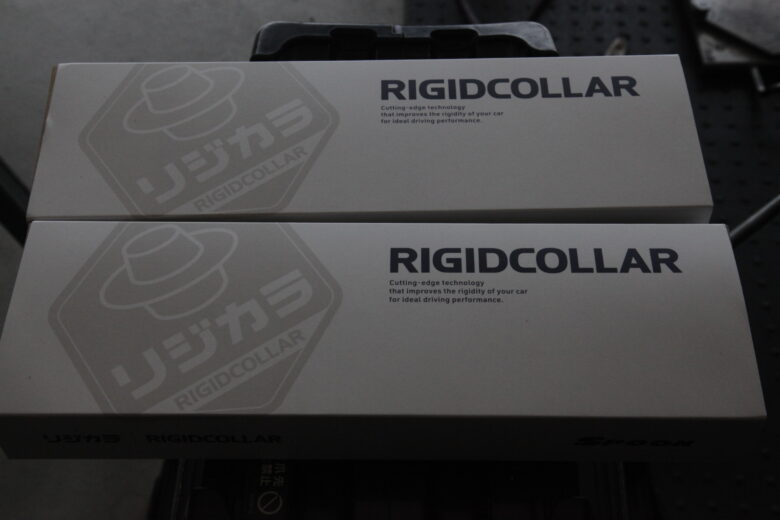 リジカラ
RIGIDCOLLAR
RIGIDCOLLAR
Cutting-edge technology
that improves the rigidity of your car
for ideal driving performance.
リジカラ
RIGIDCOLLAR
RIGIDCOLLAR
Cutting-edge technology
that improves the rigidity of your car
for ideal driving performance.
リジカラ RIGIDCOLLAR
Spoon
禁止